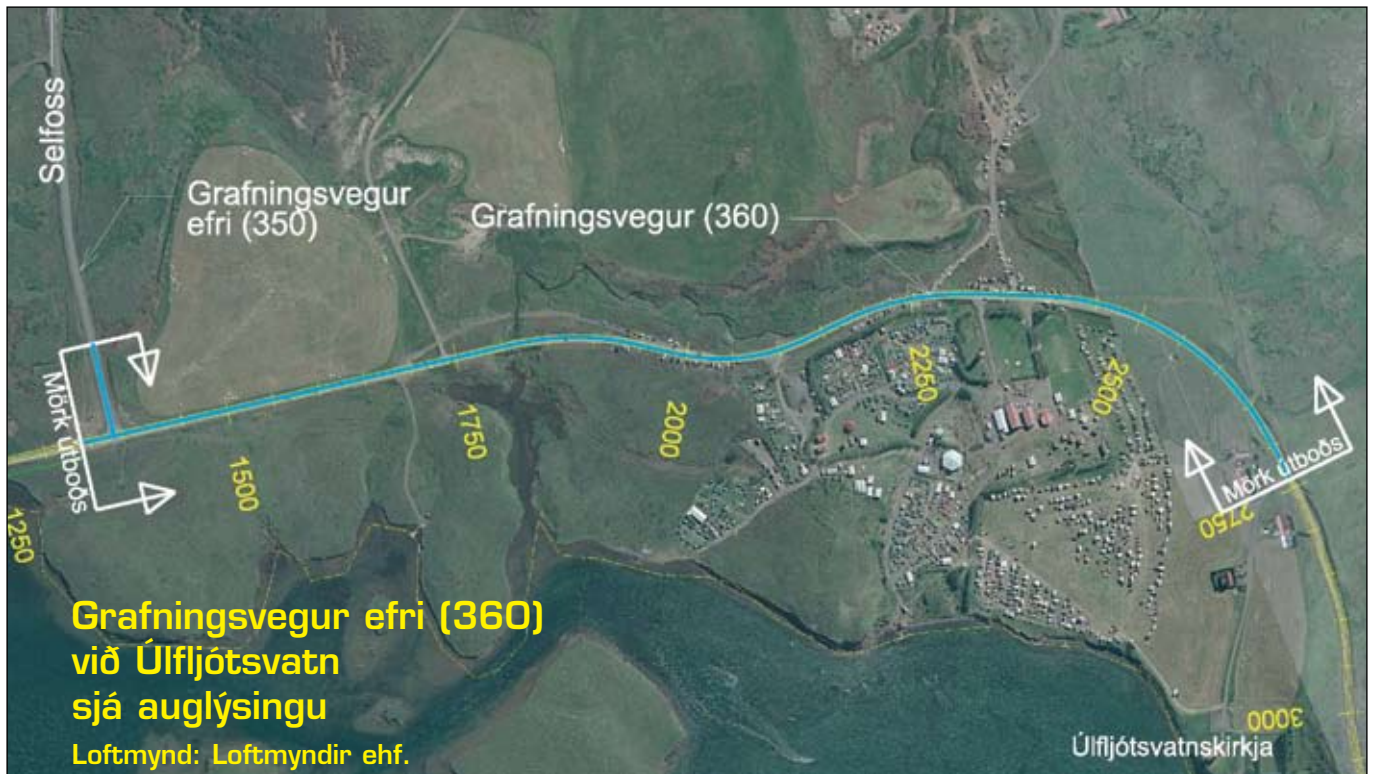 Selfoss
Grafningsvegur
efri (350)
Grafningsvegur (360)
Mörk útboðs
1250
1500
1750
2000
2250
2500
Mörk útboðs
2750
3000
Úlfljótsvatnskirkja
Grafningsvegur efri (360)
við Úlfljótsvatn
sjá auglýsingu
Loftmynd: Loftmyndir ehf.